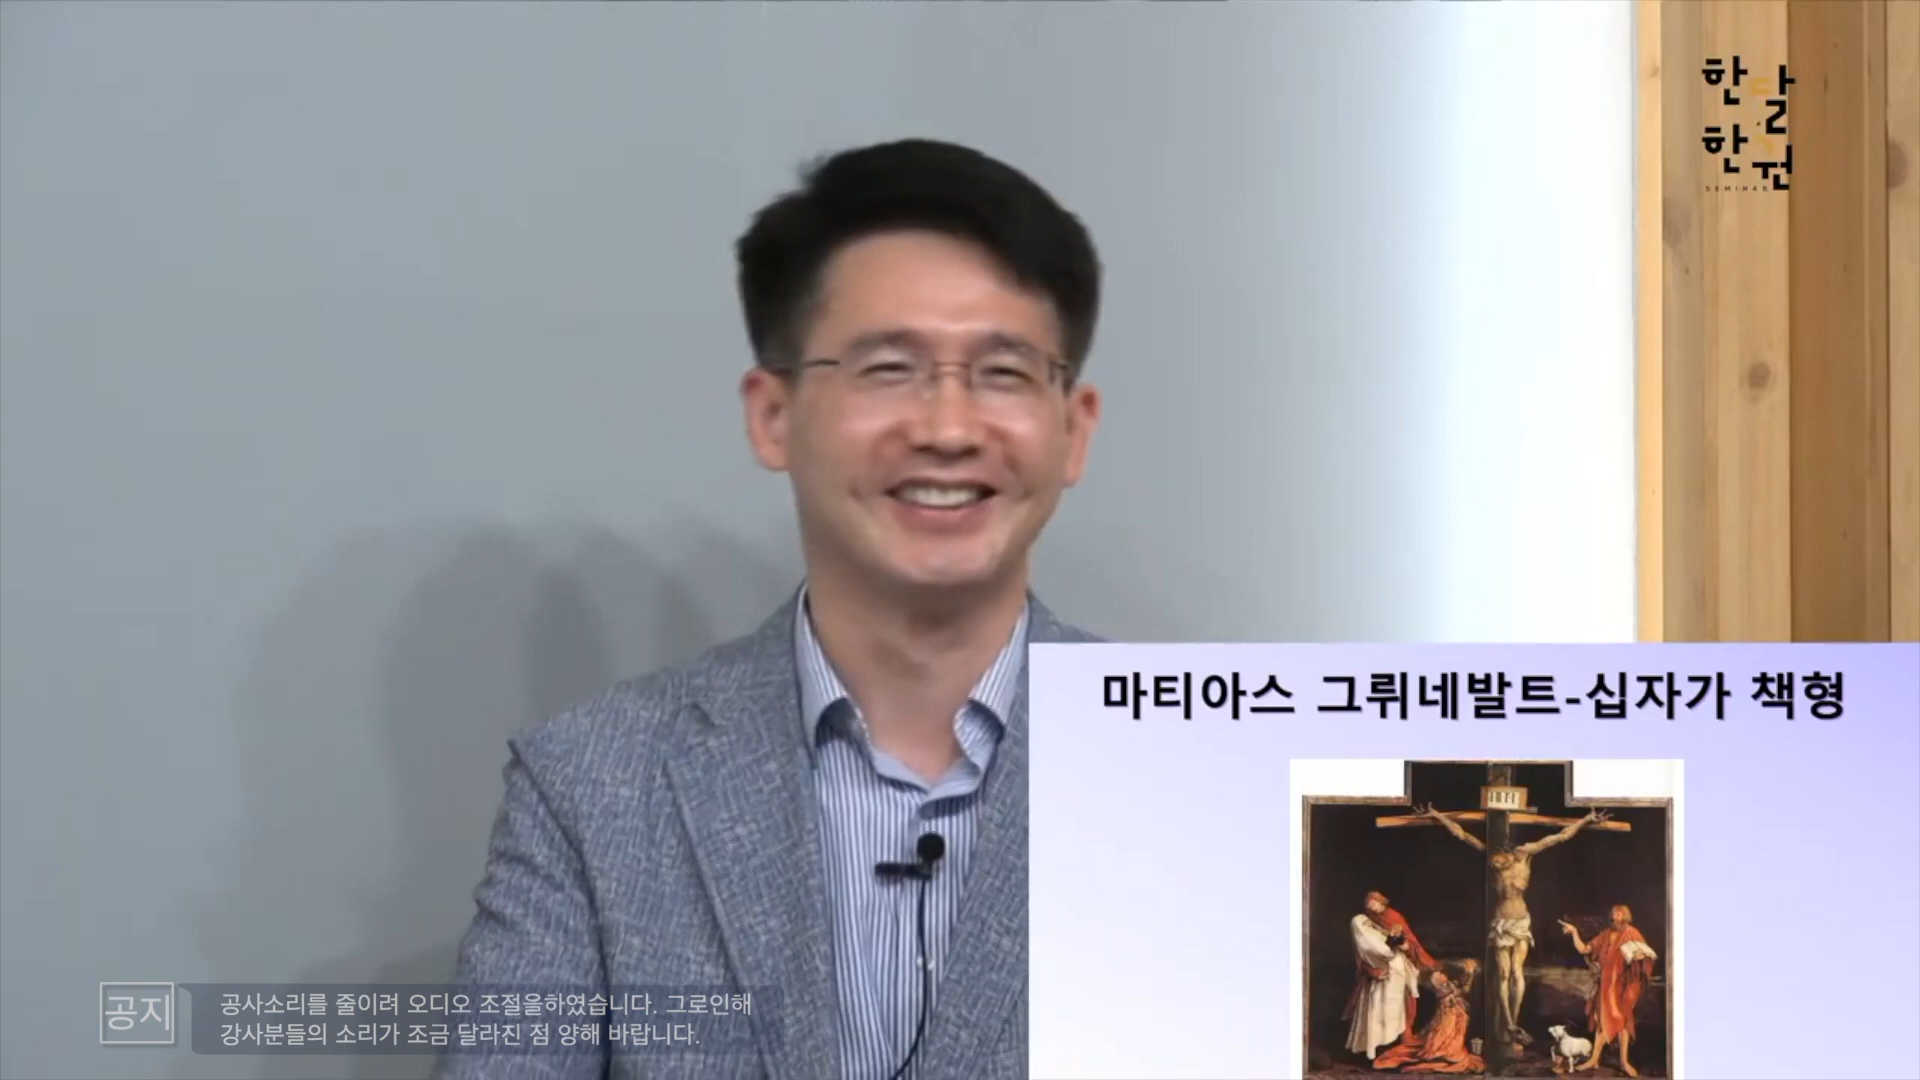 한달
한권
SEMIHAN
마티아스 그뤼네발트-십자가 책형
공지
공사소리를 줄이려 오디오 조절을하였습니다. 그로인해
강사분들의 소리가 조금 달라진 점 양해 바랍니다.